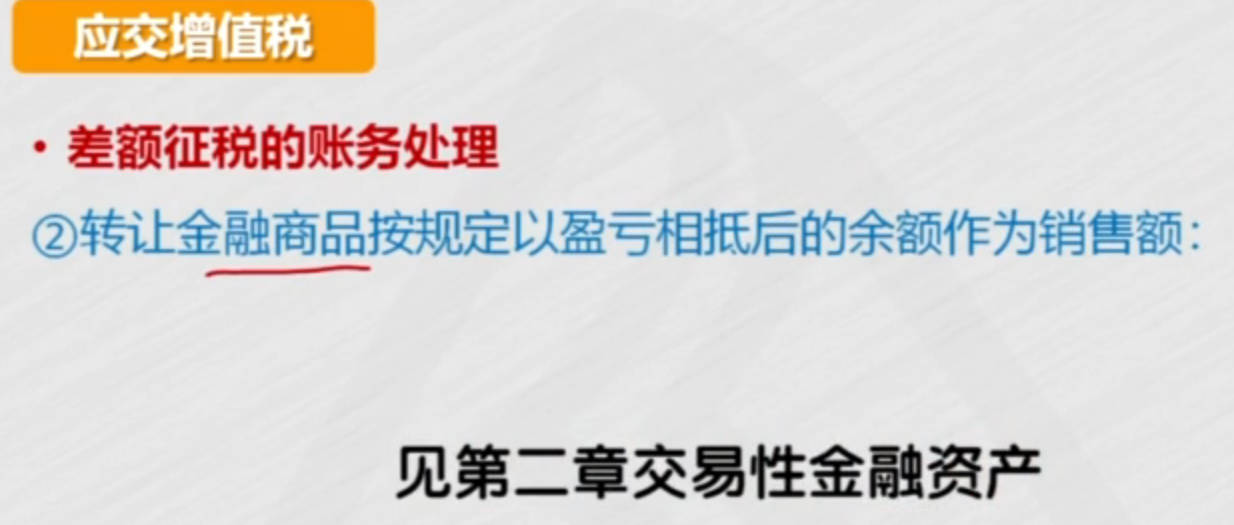 应交增值税
·差额征税的账务处理
②转让金融商品按规定以盈亏相抵后的余额作为销售额：
见第二章交易性金融资产